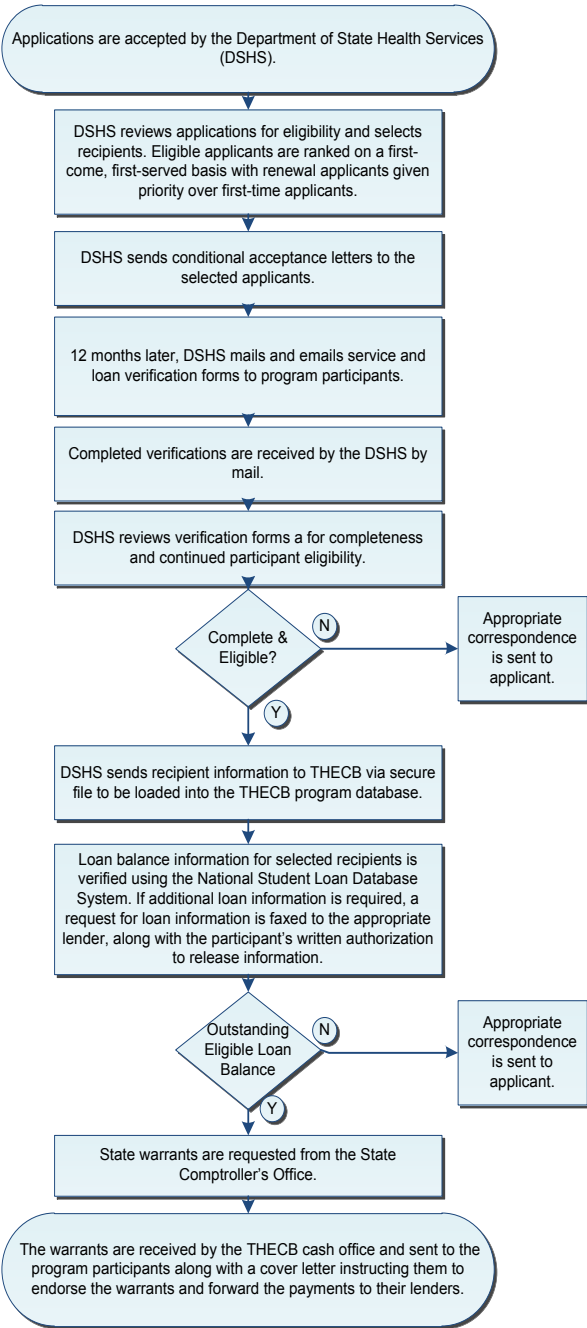 Applications are accepted by the Department of State Health Services
(DSHS).
DSHS reviews applications for eligibility and selects
recipients. Eligible applicants are ranked on a first-
come, first-served basis with renewal applicants given
priority over first-time applicants.
DSHS sends conditional acceptance letters to the
selected applicants.
12 months later, DSHS mails and emails service and
loan verification forms to program participants.
Completed verifications are received by the DSHS by
mail.
DSHS reviews verification forms a for completeness
and continued participant eligibility.
Complete &
Eligible?
N
Appropriate
correspondence
is sent to
applicant.
Y
DSHS sends recipient information to THECB via secure
file to be loaded into the THECB program database.
Loan balance information for selected recipients is
verified using the National Student Loan Database
System. If additional loan information is required, a
request for loan information is faxed to the appropriate
lender, along with the participant’s written authorization
to release information.
Outstanding
Eligible Loan
Balance
N
Appropriate
correspondence
is sent to
applicant.
Y
State warrants are requested from the State
Comptroller’s Office.
The warrants are received by the THECB cash office and sent to the
program participants along with a cover letter instructing them to
endorse the warrants and forward the payments to their lenders.